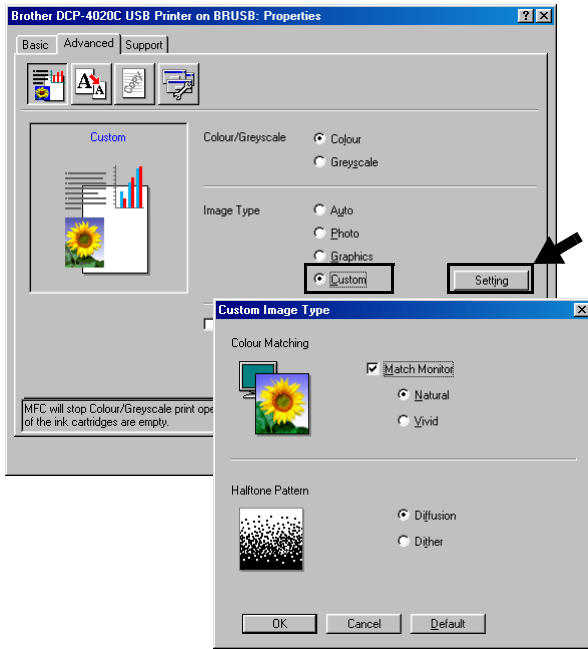 Brother DCP-4020C USB Printer on BRUSB: Properties
Basic Advanced Support
Copy
Custom
Colour/Greyscale
Colour
Greyscale
Image Type
Auto
Photo
Graphics
Custom
Setting
MFC will stop Colour/Greyscale print ope
of the ink cartridges are empty.
Custom Image Type
Colour Matching
Match Monitor
Natural
Vivid
Halftone Pattern
Diffusion
Dither
OK Cancel Default